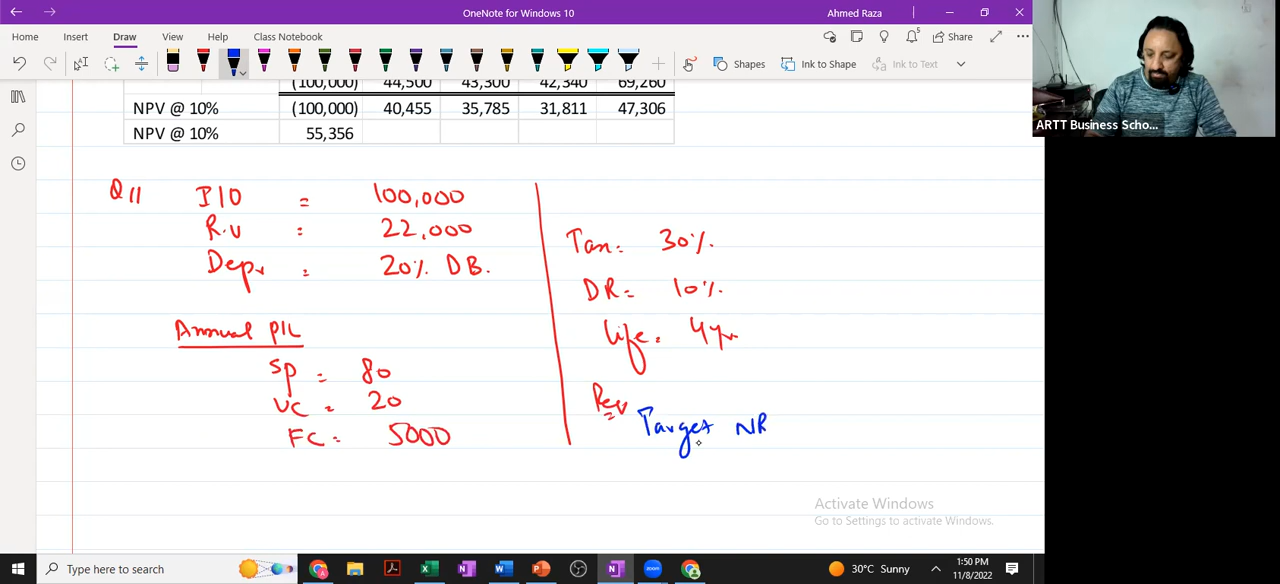 OneNote for Windows 10
Ahmed Raza
Home Insert Draw View Help Class Notebook
Share
Shapes Ink to Shape Ink to Text
(100,000) 44,500 43,300 42,340 69,260
NPV @ 10% (100,000) 40,455 35,785 31,811 47,306
NPV @ 10% 55,356
ARTT Business Scho...
Q11 I/O = 100,000
R.V = 22,000
Depr = 20% DB.
Annual P/L
SP = 80
VC = 20
FC = 5000
Tax = 30%.
DR = 10%.
life = 4yr
Rev
Target NR
Activate Windows
Go to Settings to activate Windows.
Type here to search
30°C Sunny
1:50 PM
11/8/2022